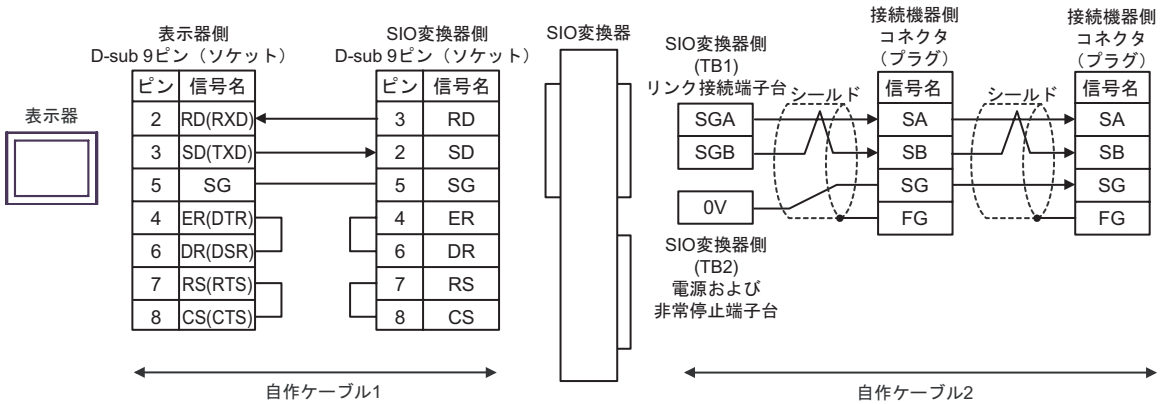 表示器
表示器側
D-sub 9ピン（ソケット）
ピン 信号名
2 RD(RXD)
3 SD(TXD)
5 SG
4 ER(DTR)
6 DR(DSR)
7 RS(RTS)
8 CS(CTS)
SIO変換器側
D-sub 9ピン（ソケット）
ピン 信号名
3 RD
2 SD
5 SG
4 ER
6 DR
7 RS
8 CS
自作ケーブル1
SIO変換器
SIO変換器側
(TB1)
リンク接続端子台
SGA
SGB
0V
SIO変換器側
(TB2)
電源および
非常停止端子台
シールド
接続機器側
コネクタ
（プラグ）
信号名
SA
SB
SG
FG
シールド
接続機器側
コネクタ
（プラグ）
信号名
SA
SB
SG
FG
自作ケーブル2